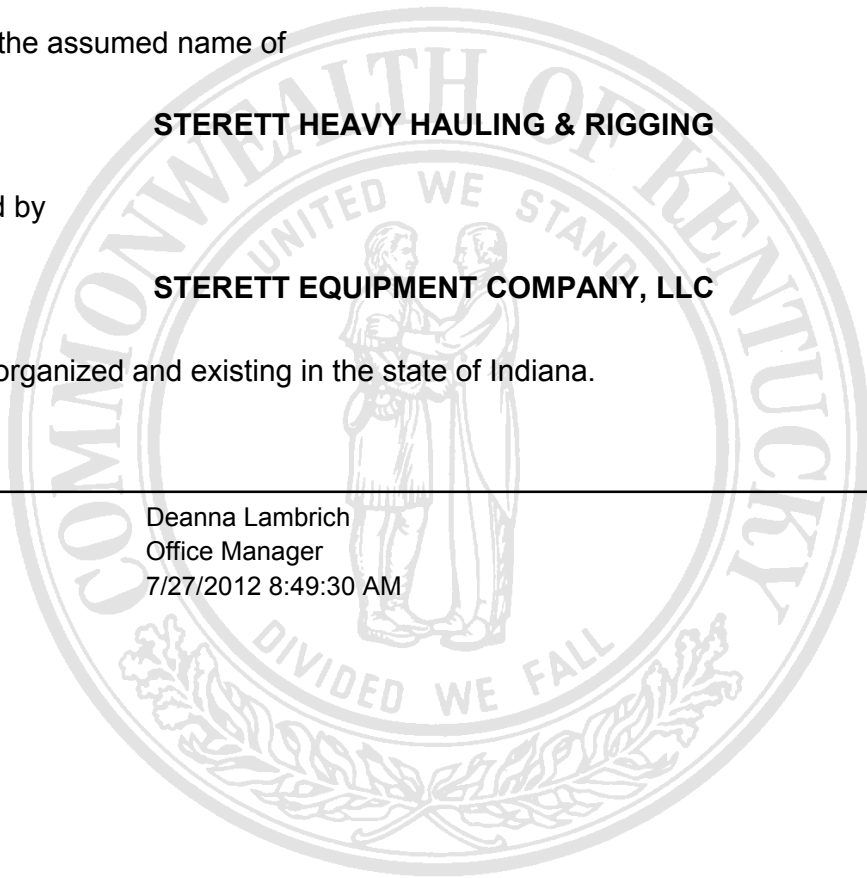 the assumed name of
STERETT HEAVY HAULING & RIGGING
d by
STERETT EQUIPMENT COMPANY, LLC
organized and existing in the state of Indiana.
Deanna Lambrich
Office Manager
7/27/2012 8:49:30 AM
COMMONWEALTH OF KENTUCKY
UNITED WE STAND
DIVIDED WE FALL